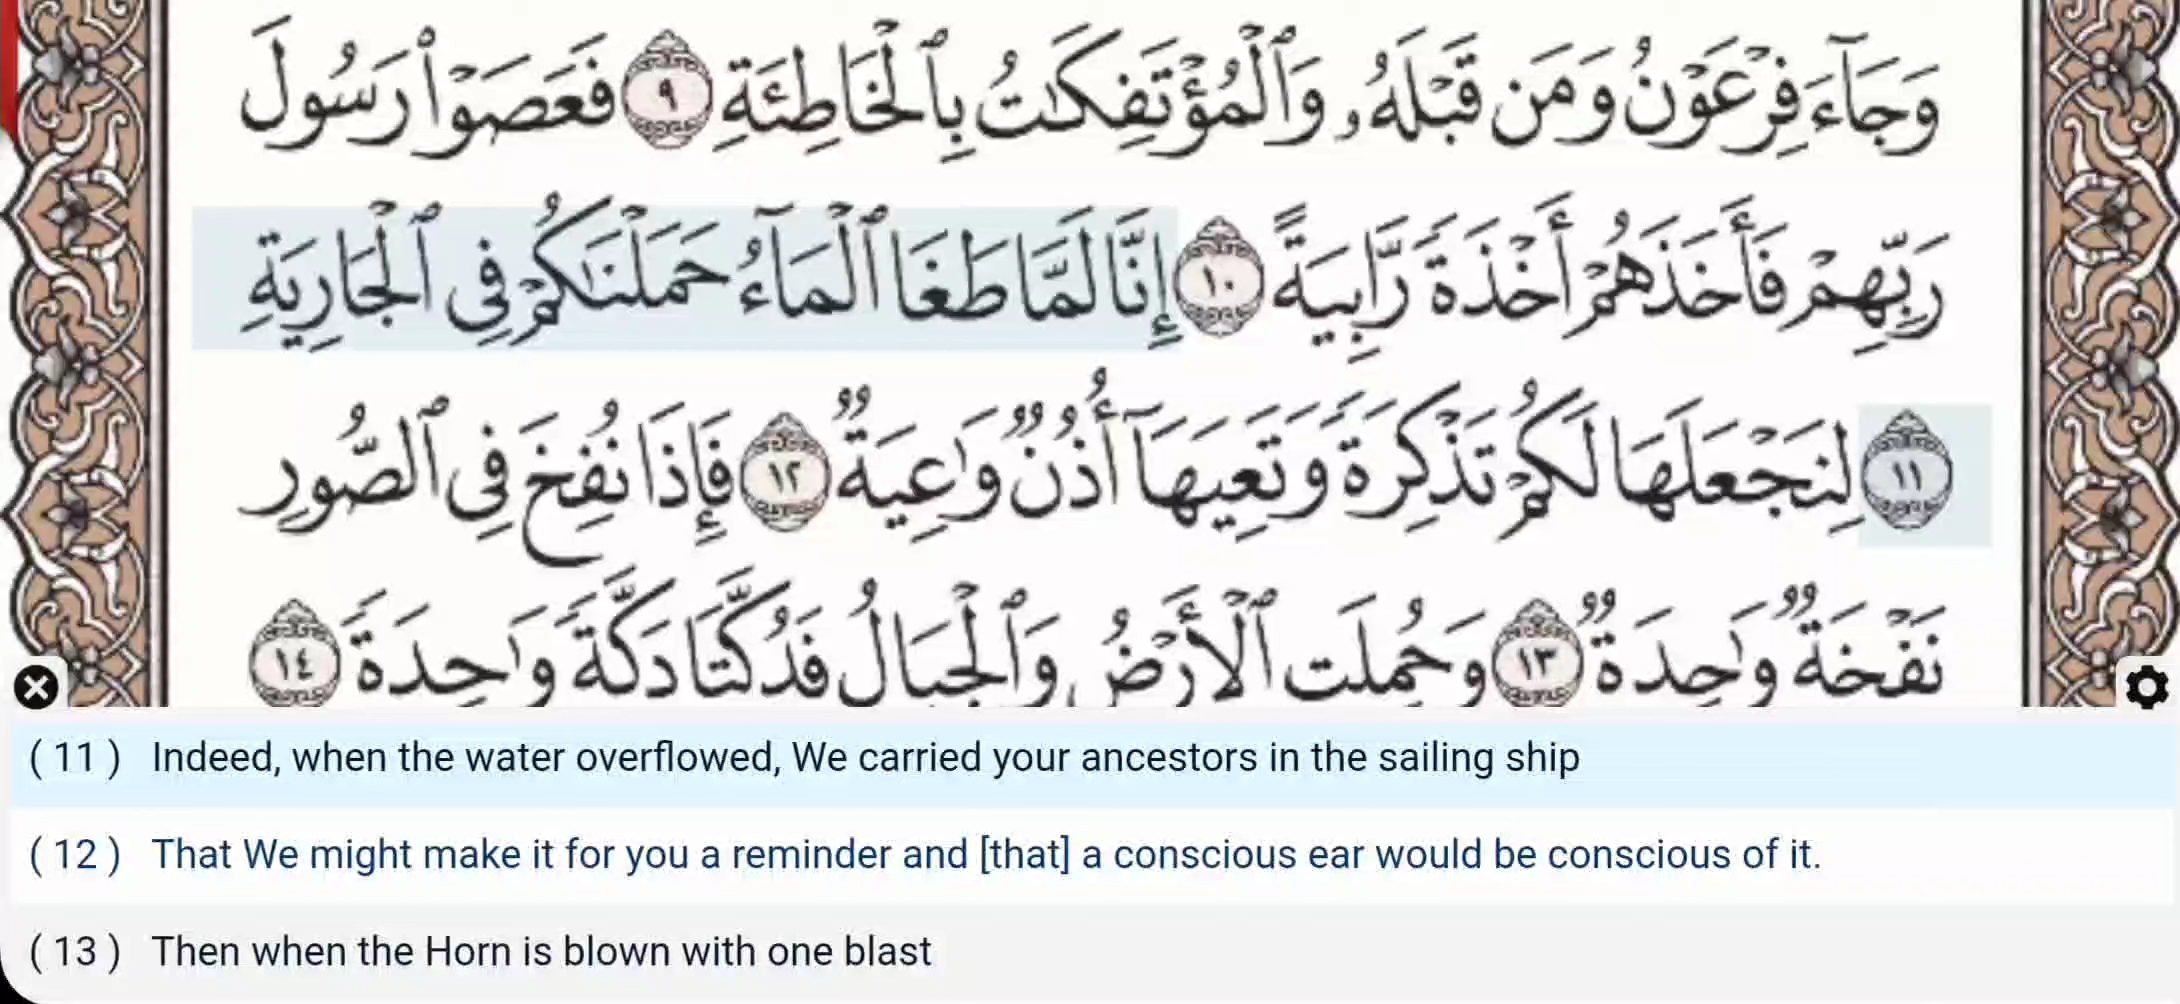 وَجَآءَ فِرْعَوْنُ وَمَن قَبْلَهُۥ وَٱلْمُؤْتَفِكَٰتُ بِٱلْخَاطِئَةِ ٩ فَعَصَوْا۟ رَسُولَ
رَبِّهِمْ فَأَخَذَهُمْ أَخْذَةً رَّابِيَةً ١٠ إِنَّا لَمَّا طَغَا ٱلْمَآءُ حَمَلْنَٰكُمْ فِى ٱلْجَارِيَةِ
١١ لِنَجْعَلَهَا لَكُمْ تَذْكِرَةً وَتَعِيَهَآ أُذُنٌ وَٰعِيَةٌ ١٢ فَإِذَا نُفِخَ فِى ٱلصُّورِ
نَفْخَةٌ وَٰحِدَةٌ ١٣ وَحُمِلَتِ ٱلْأَرْضُ وَٱلْجِبَالُ فَدُكَّتَا دَكَّةً وَٰحِدَةً ١٤
( 11 ) Indeed, when the water overflowed, We carried your ancestors in the sailing ship
( 12 ) That We might make it for you a reminder and [that] a conscious ear would be conscious of it.
( 13 ) Then when the Horn is blown with one blast